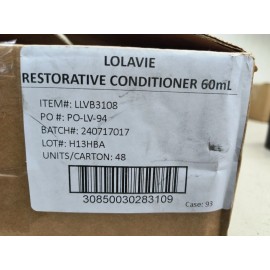 LOLAVIE
RESTORATIVE CONDITIONER 60mL
ITEM#: LLVB3108
PO #: PO-LV-94
BATCH#: 240717017
LOT#: H13HBA
UNITS/CARTON: 48
30850030283109
Case: 93